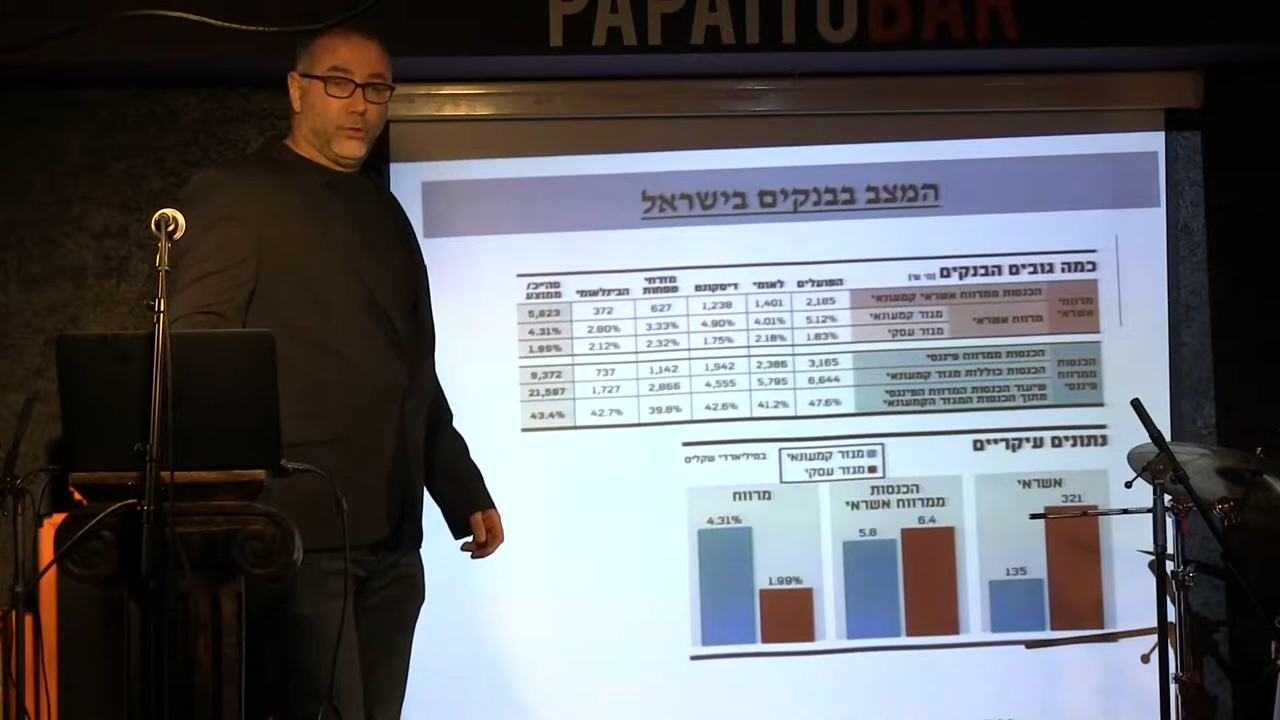 PAPAITO BAR
המצב בבנקים בישראל
כמה גובים הבנקים (מ' ש')
הפועלים לאומי דיסקונט מזרחי טפחות הבינלאומי סה"כ/ממוצע
מרווחי אשראי
הכנסות ממרווח אשראי קמעונאי 2,185 1,401 1,238 627 372 5,823
מרווח אשראי
מגזר קמעונאי 5.12% 4.01% 4.90% 3.33% 2.80% 4.31%
מגזר עסקי 1.83% 2.18% 1.75% 2.32% 2.12% 1.99%
הכנסות ממרווח פיננסי
הכנסות ממרווח פיננסי 3,165 2,386 1,942 1,142 737 9,372
הכנסות כוללות מגזר קמעונאי 6,644 5,795 4,555 2,866 1,727 21,587
שיעור הכנסות המרווח הפיננסי
מתוך הכנסות המגזר הקמעונאי 47.6% 41.2% 42.6% 39.8% 42.7% 43.4%
נתונים עיקריים
מגזר קמעונאי
מגזר עסקי
במיליארדי שקלים
אשראי
321
135
הכנסות
ממרווח אשראי
6.4
5.8
מרווח
4.31%
1.99%